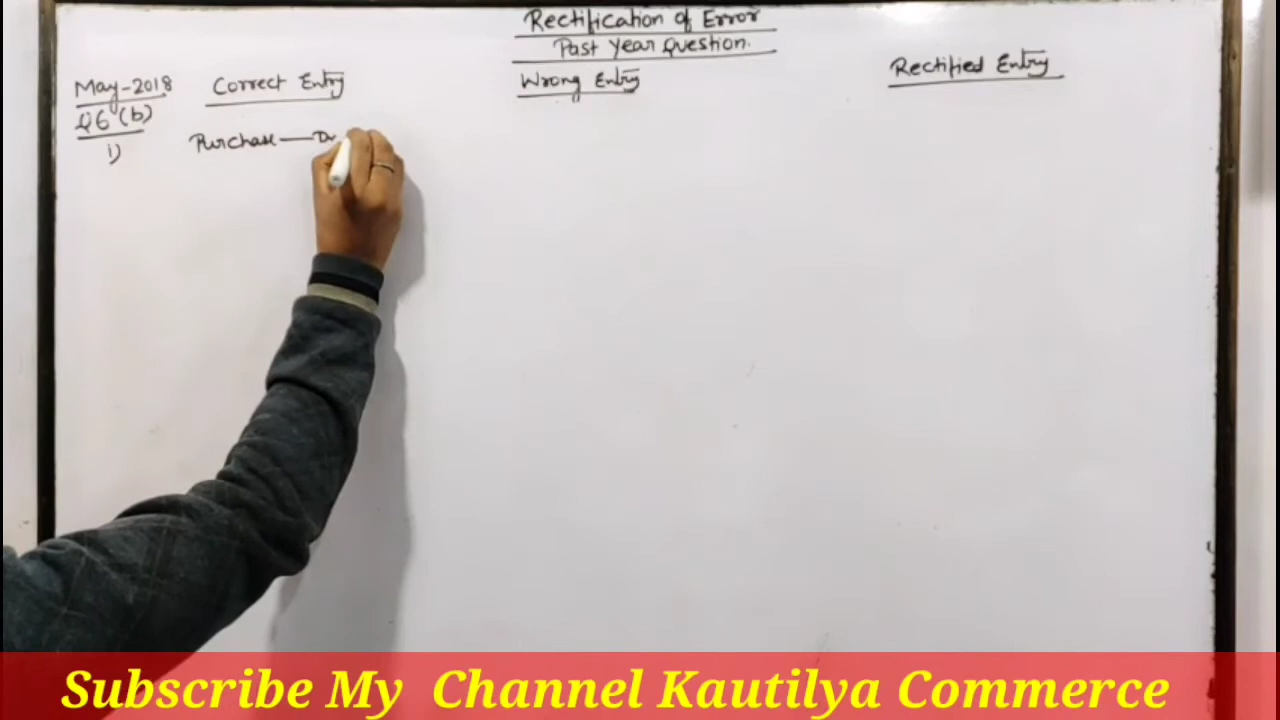 Rectification of Error
Past Year Question.
May-2018 Correct Entry Wrong Entry Rectified Entry
Q6 (b)
i) Purchase — Dr
Subscribe My Channel Kautilya Commerce